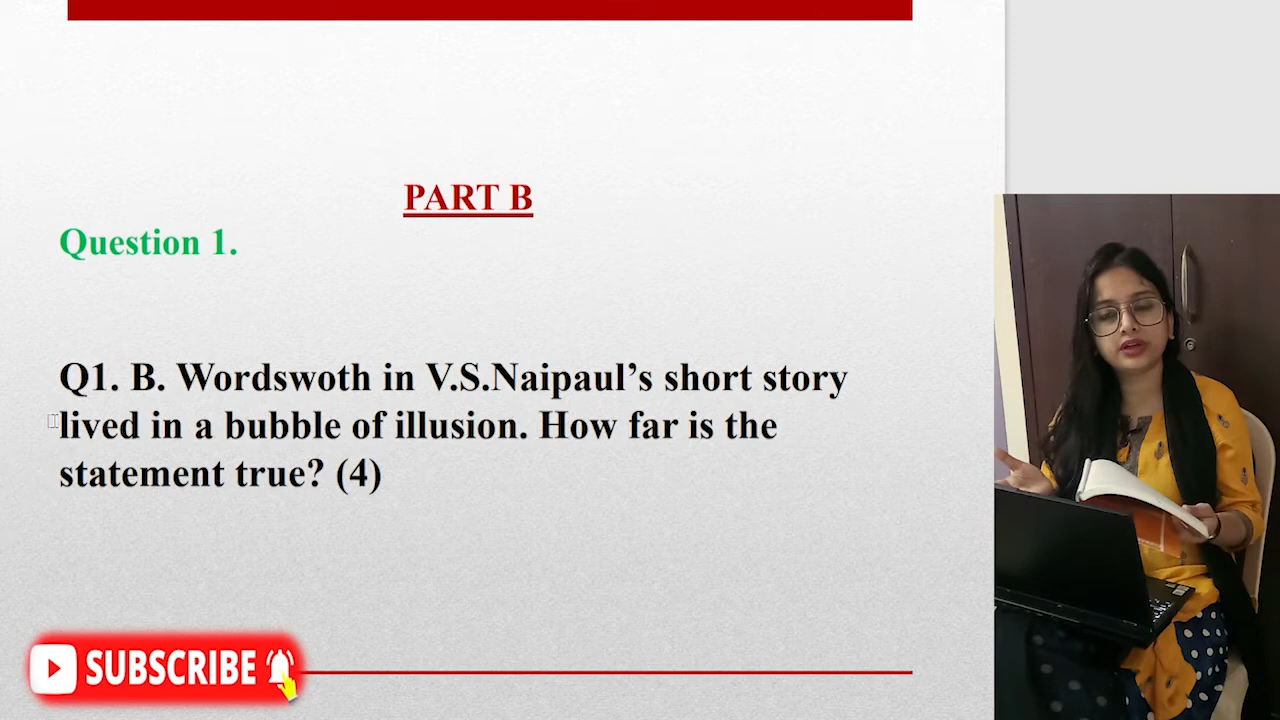 PART B
Question 1.
Q1. B. Wordswoth in V.S.Naipaul’s short story
lived in a bubble of illusion. How far is the
statement true? (4)
SUBSCRIBE